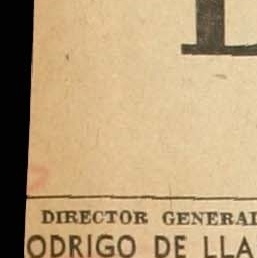 DIRECTOR GENERAL
ODRIGO DE LLA